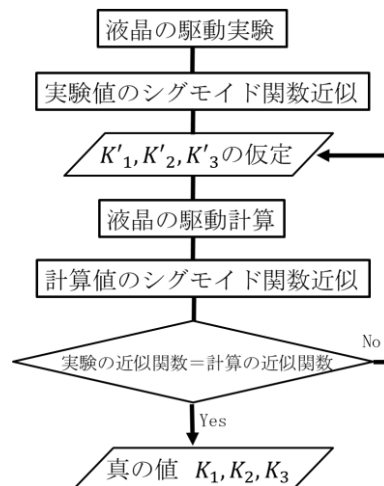 液晶の駆動実験
実験値のシグモイド関数近似
K′₁, K′₂, K′₃の仮定
液晶の駆動計算
計算値のシグモイド関数近似
実験の近似関数＝計算の近似関数
No
Yes
真の値 K₁, K₂, K₃